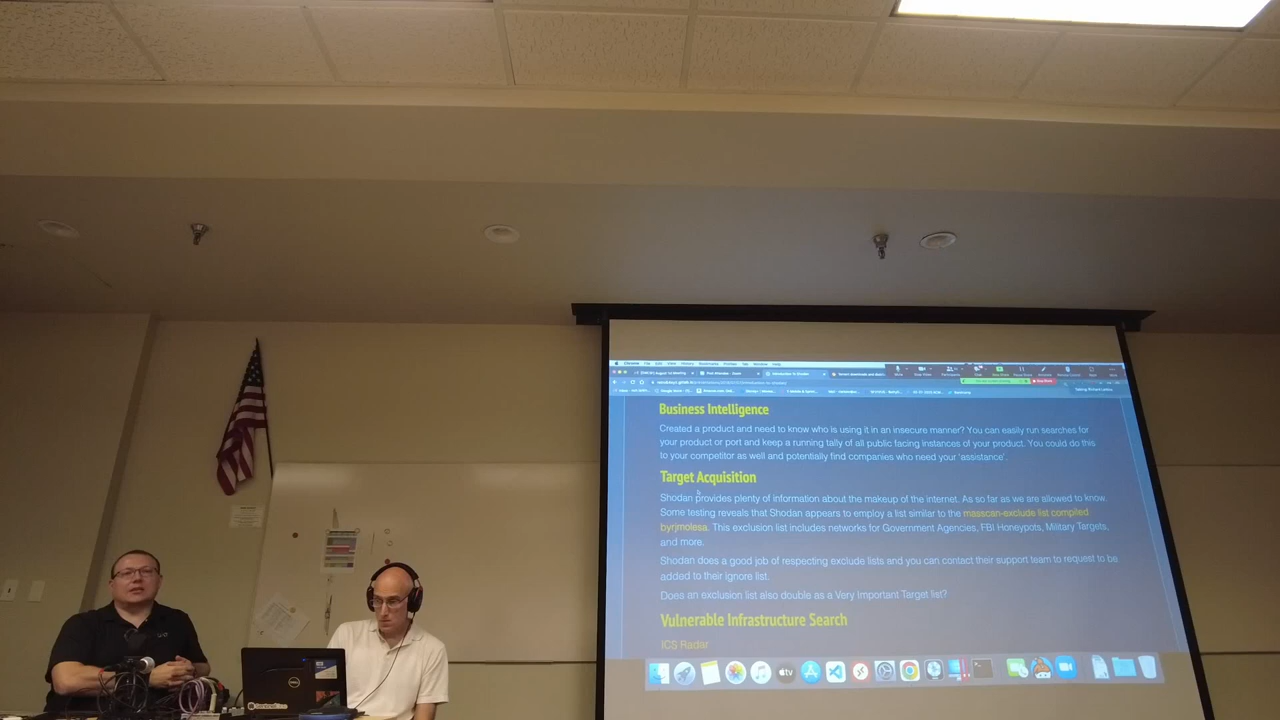 Business Intelligence
Created a product and need to know who is using it in an insecure manner? You can easily run searches for
your product or port and keep a running tally of all public facing instances of your product. You could do this
to your competitor as well and potentially find companies who need your 'assistance'.
Target Acquisition
Shodan provides plenty of information about the makeup of the internet. As so far as we are allowed to know.
Some testing reveals that Shodan appears to employ a list similar to the masscan-exclude list compiled
byrjmolesa. This exclusion list includes networks for Government Agencies, FBI Honeypots, Military Targets,
and more.
Shodan does a good job of respecting exclude lists and you can contact their support team to request to be
added to their ignore list.
Does an exclusion list also double as a Very Important Target list?
Vulnerable Infrastructure Search
ICS Radar
DELL